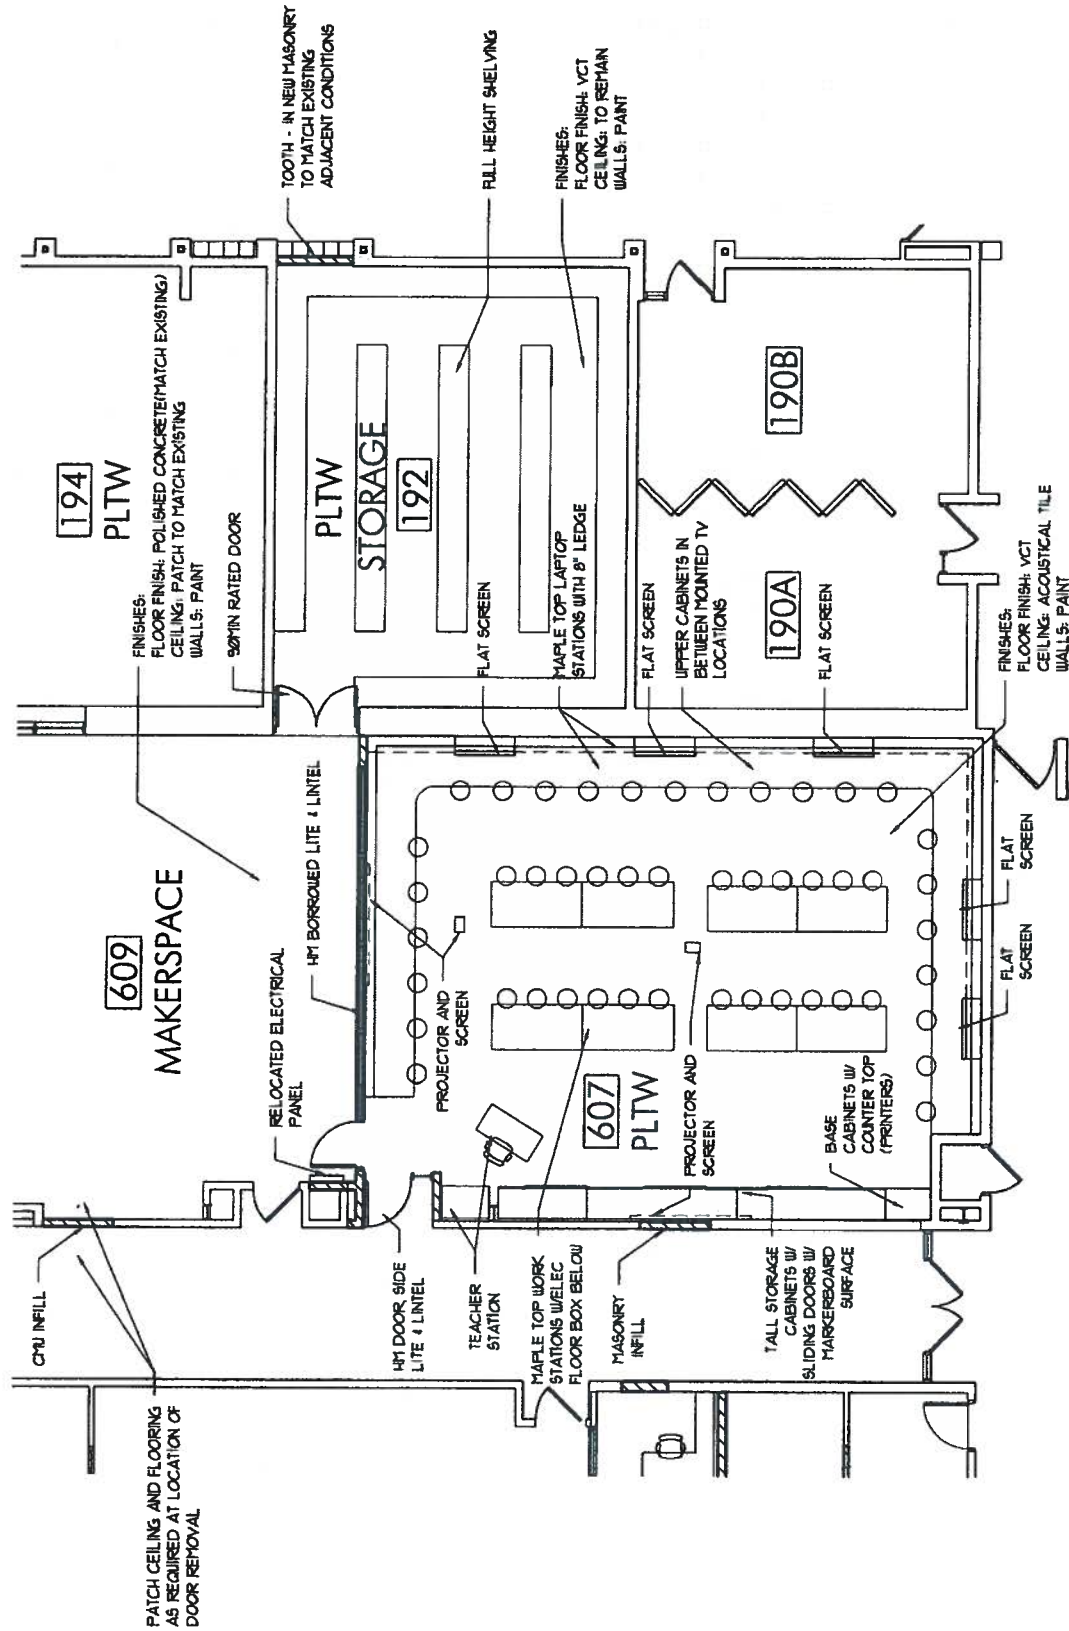 PATCH CEILING AND FLOORING
AS REQUIRED AT LOCATION OF
DOOR REMOVAL
CMU INFILL
609
MAKERSPACE
FINISHES:
FLOOR FINISH: POLISHED CONCRETE(MATCH EXISTING)
CEILING: PATCH TO MATCH EXISTING
WALLS: PAINT
194
PLTW
TOOTH - IN NEW MASONRY
TO MATCH EXISTING
ADJACENT CONDITIONS
90MIN RATED DOOR
RELOCATED ELECTRICAL
PANEL
HM BORROWED LITE & LINTEL
PLTW
STORAGE
192
FULL HEIGHT SHELVING
FINISHES:
FLOOR FINISH: VCT
CEILING: TO REMAIN
WALLS: PAINT
HM DOOR, SIDE
LITE & LINTEL
TEACHER
STATION
PROJECTOR AND
SCREEN
FLAT SCREEN
MAPLE TOP LAPTOP
STATIONS WITH 8" LEDGE
MAPLE TOP WORK
STATIONS W/ELEC
FLOOR BOX BELOW
607
PLTW
FLAT SCREEN
UPPER CABINETS IN
BETWEEN MOUNTED TV
LOCATIONS
MASONRY
INFILL
PROJECTOR AND
SCREEN
190A
190B
FLAT SCREEN
TALL STORAGE
CABINETS W/
SLIDING DOORS W/
MARKERBOARD
SURFACE
BASE
CABINETS W/
COUNTER TOP
(PRINTERS)
FLAT
SCREEN
FLAT
SCREEN
FINISHES:
FLOOR FINISH: VCT
CEILING: ACOUSTICAL TILE
WALLS: PAINT